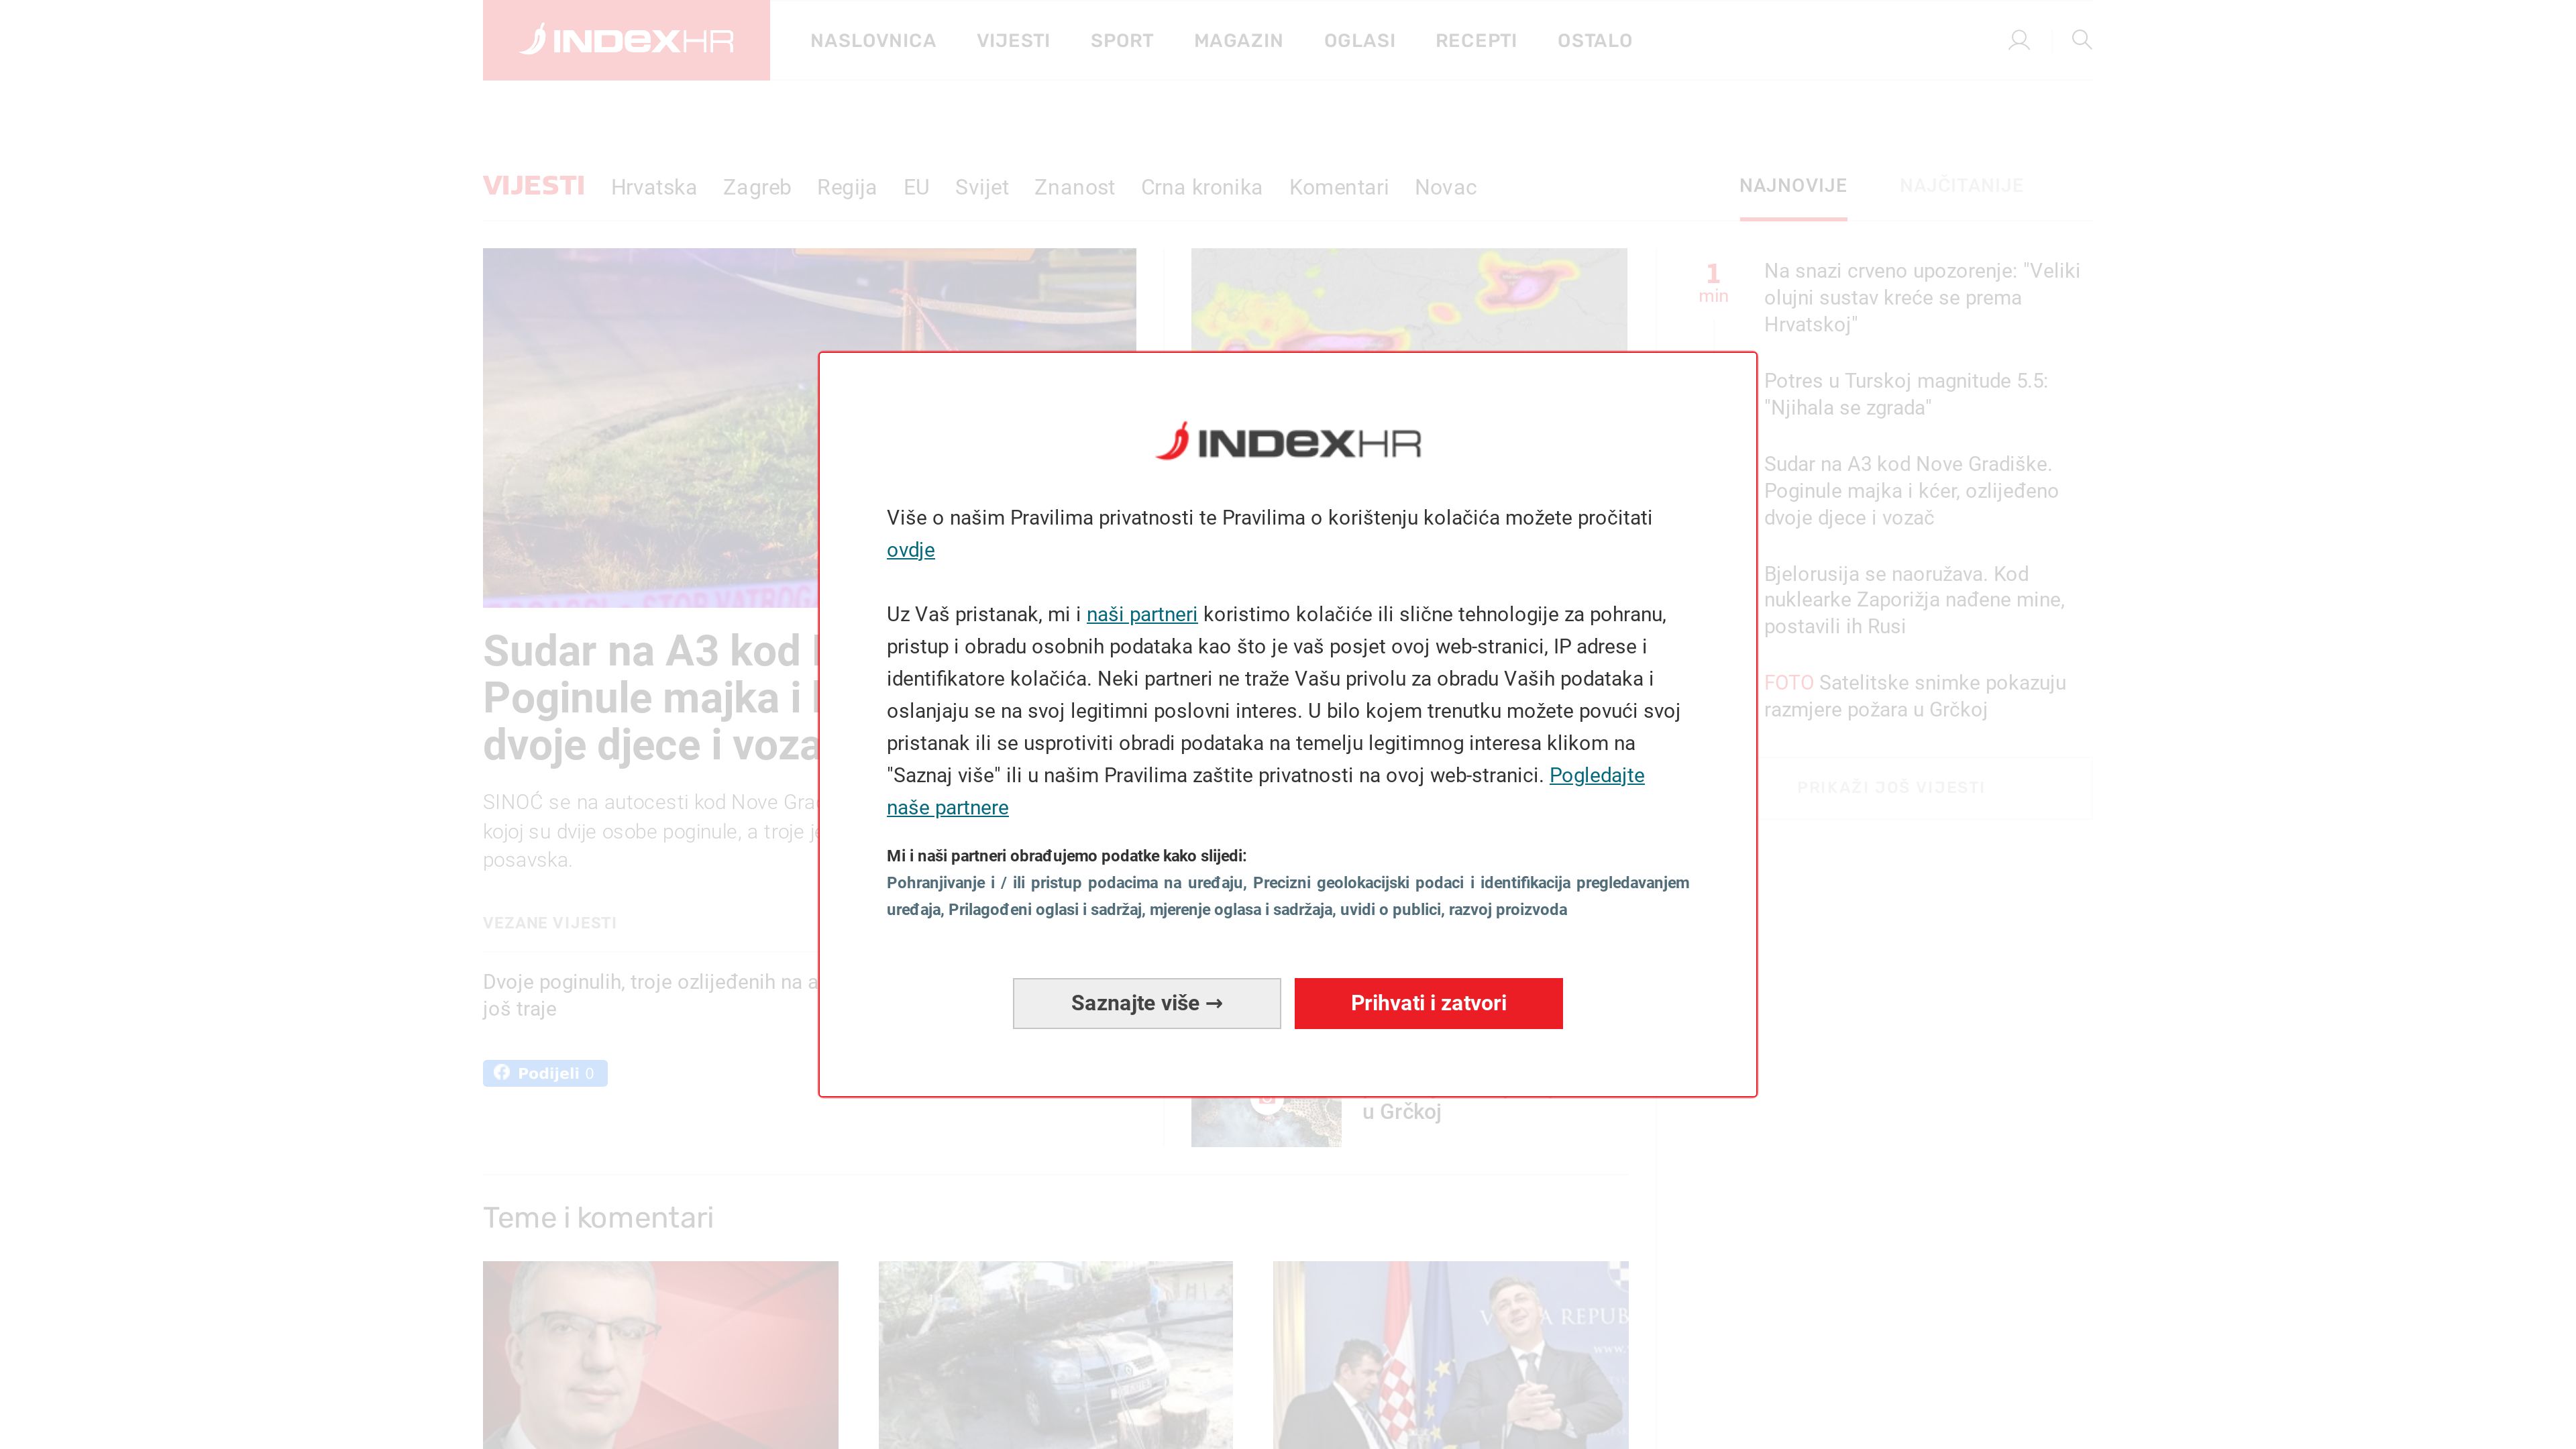 INDEXHR
NASLOVNICA
VIJESTI
SPORT
MAGAZIN
OGLASI
RECEPTI
OSTALO
VIJESTI
Hrvatska
Zagreb
Regija
EU
Svijet
Znanost
Crna kronika
Komentari
Novac
NAJNOVIJE
NAJČITANIJE
1
min
Na snazi crveno upozorenje: "Veliki
olujni sustav kreće se prema
Hrvatskoj"
Potres u Turskoj magnitude 5.5:
"Njihala se zgrada"
Sudar na A3 kod Nove Gradiške.
Poginule majka i kćer, ozlijeđeno
dvoje djece i vozač
Bjelorusija se naoružava. Kod
nuklearke Zaporižja nađene mine,
postavili ih Rusi
FOTO Satelitske snimke pokazuju
razmjere požara u Grčkoj
PRIKAŽI JOŠ VIJESTI
INDEXHR
Više o našim Pravilima privatnosti te Pravilima o korištenju kolačića možete pročitati
ovdje
Uz Vaš pristanak, mi i naši partneri koristimo kolačiće ili slične tehnologije za pohranu,
pristup i obradu osobnih podataka kao što je vaš posjet ovoj web-stranici, IP adrese i
identifikatore kolačića. Neki partneri ne traže Vašu privolu za obradu Vaših podataka i
oslanjaju se na svoj legitimni poslovni interes. U bilo kojem trenutku možete povući svoj
pristanak ili se usprotiviti obradi podataka na temelju legitimnog interesa klikom na
"Saznaj više" ili u našim Pravilima zaštite privatnosti na ovoj web-stranici. Pogledajte
naše partnere
Mi i naši partneri obrađujemo podatke kako slijedi:
Pohranjivanje i / ili pristup podacima na uređaju, Precizni geolokacijski podaci i identifikacija pregledavanjem
uređaja, Prilagođeni oglasi i sadržaj, mjerenje oglasa i sadržaja, uvidi o publici, razvoj proizvoda
Saznajte više →
Prihvati i zatvori
Sudar na A3 kod
Poginule majka i
dvoje djece i voza
SINOĆ se na autocesti kod Nove Grad
kojoj su dvije osobe poginule, a troje je
posavska.
VEZANE VIJESTI
Dvoje poginulih, troje ozlijeđenih na a
još traje
Podijeli 0
u Grčkoj
Teme i komentari
REPUB
www.